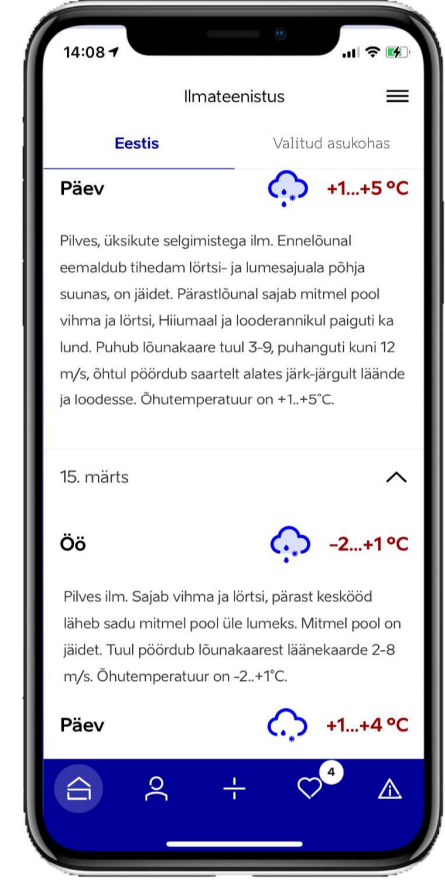 14:08
Ilmateenistus
Eestis
Valitud asukohas
Päev
+1...+5 °C
Pilves, üksikute selgimistega ilm. Ennelõunal
eemaldub tihedam lörtsi- ja lumesajuala põhja
suunas, on jäidet. Pärastlõunal sajab mitmel pool
vihma ja lörtsi, Hiiumaal ja looderannikul paiguti ka
lund. Puhub lõunakaare tuul 3-9, puhanguti kuni 12
m/s, õhtul pöördub saartelt alates järk-järgult läände
ja loodesse. Õhutemperatuur on +1..+5°C.
15. märts
Öö
-2...+1 °C
Pilves ilm. Sajab vihma ja lörtsi, pärast keskööd
läheb sadu mitmel pool üle lumeks. Mitmel pool on
jäidet. Tuul pöördub lõunakaarest läänekaarde 2-8
m/s. Õhutemperatuur on -2..+1°C.
Päev
+1...+4 °C
4